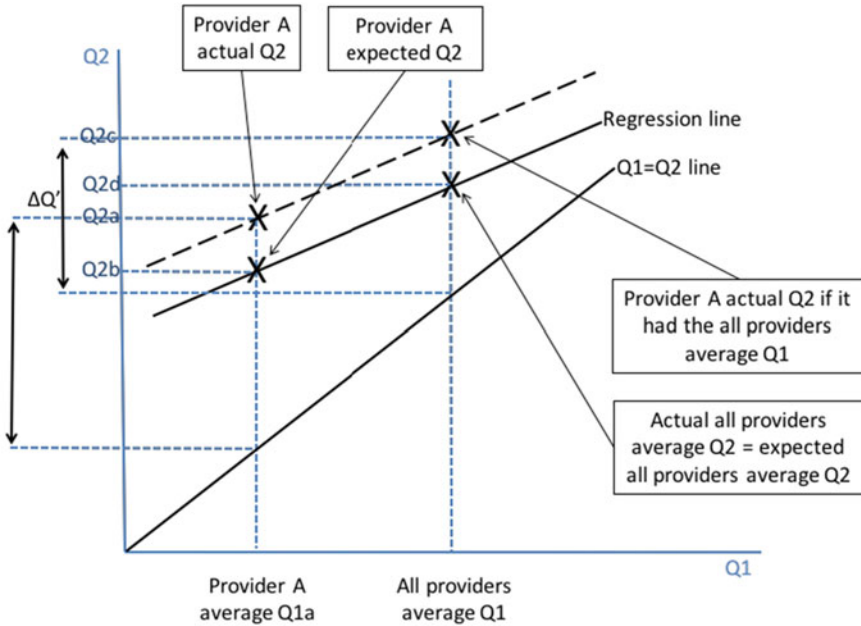 Provider A
actual Q2
Provider A
expected Q2
Q2
Q2c
Q2d
ΔQ'
Q2a
Q2b
Regression line
Q1=Q2 line
Provider A actual Q2 if it
had the all providers
average Q1
Actual all providers
average Q2 = expected
all providers average Q2
Q1
Provider A
average Q1a
All providers
average Q1